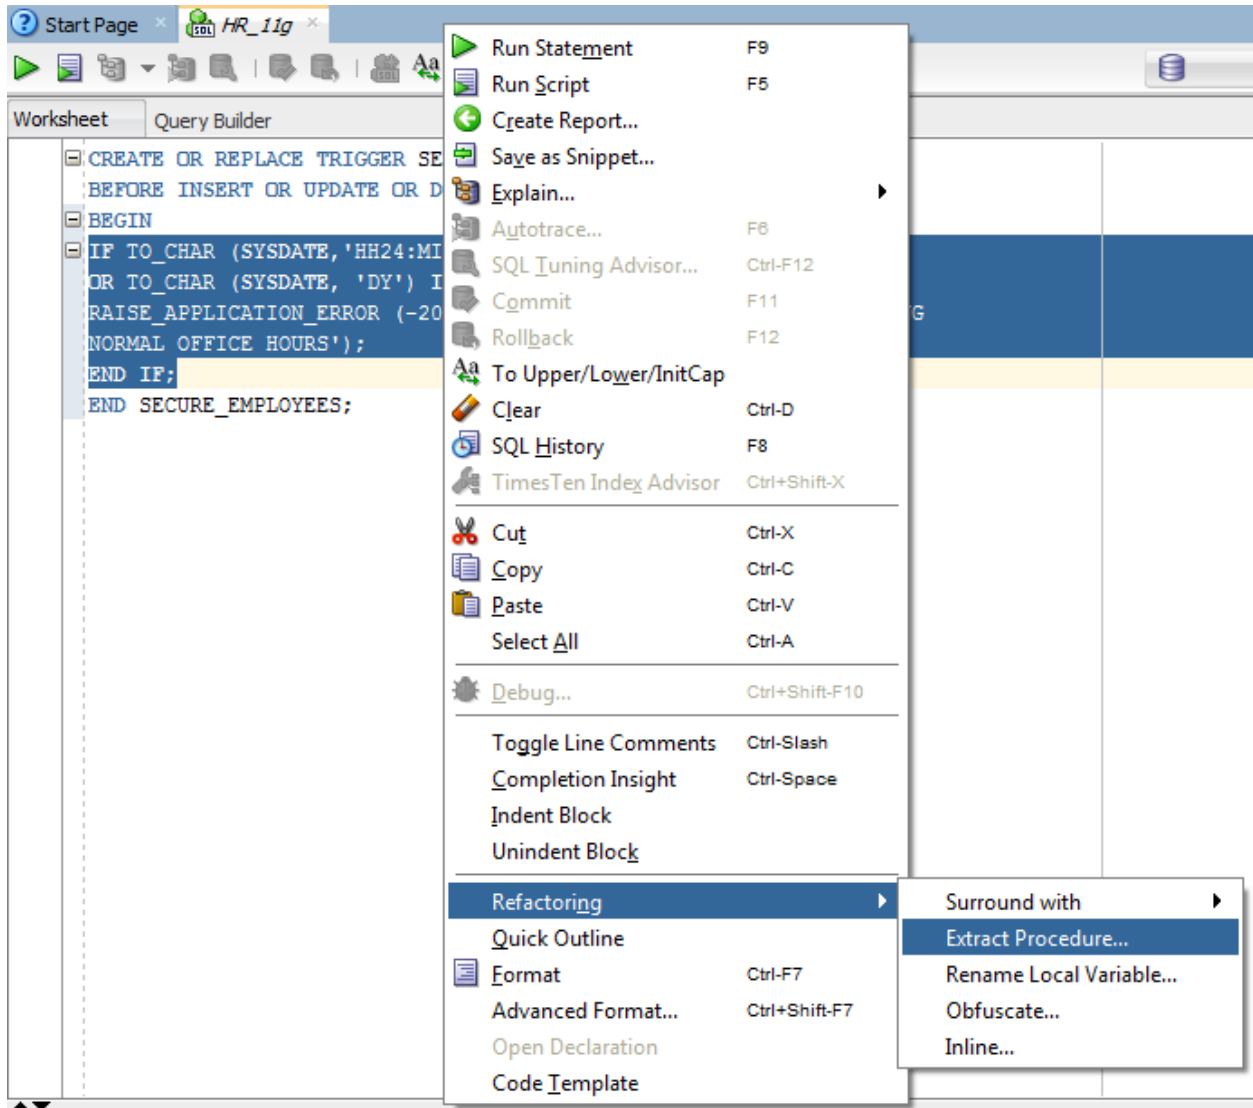 Start Page
HR_11g
Worksheet
Query Builder
CREATE OR REPLACE TRIGGER SE
BEFORE INSERT OR UPDATE OR D
BEGIN
IF TO_CHAR (SYSDATE,'HH24:MI
OR TO_CHAR (SYSDATE, 'DY') I
RAISE_APPLICATION_ERROR (-20
NORMAL OFFICE HOURS');
END IF;
END SECURE_EMPLOYEES;
Run Statement F9
Run Script F5
Create Report...
Save as Snippet...
Explain...
Autotrace... F6
SQL Tuning Advisor... Ctrl-F12
Commit F11
Rollback F12
To Upper/Lower/InitCap
Clear Ctrl-D
SQL History F8
TimesTen Index Advisor Ctrl+Shift-X
Cut Ctrl-X
Copy Ctrl-C
Paste Ctrl-V
Select All Ctrl-A
Debug... Ctrl+Shift-F10
Toggle Line Comments Ctrl-Slash
Completion Insight Ctrl-Space
Indent Block
Unindent Block
Refactoring
Quick Outline
Format Ctrl-F7
Advanced Format... Ctrl+Shift-F7
Open Declaration
Code Template
Surround with
Extract Procedure...
Rename Local Variable...
Obfuscate...
Inline...